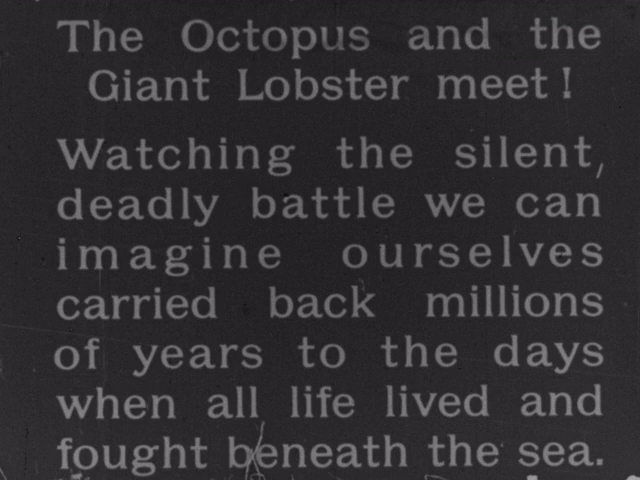 The Octopus and the
Giant Lobster meet!
Watching the silent,
deadly battle we can
imagine ourselves
carried back millions
of years to the days
when all life lived and
fought beneath the sea.